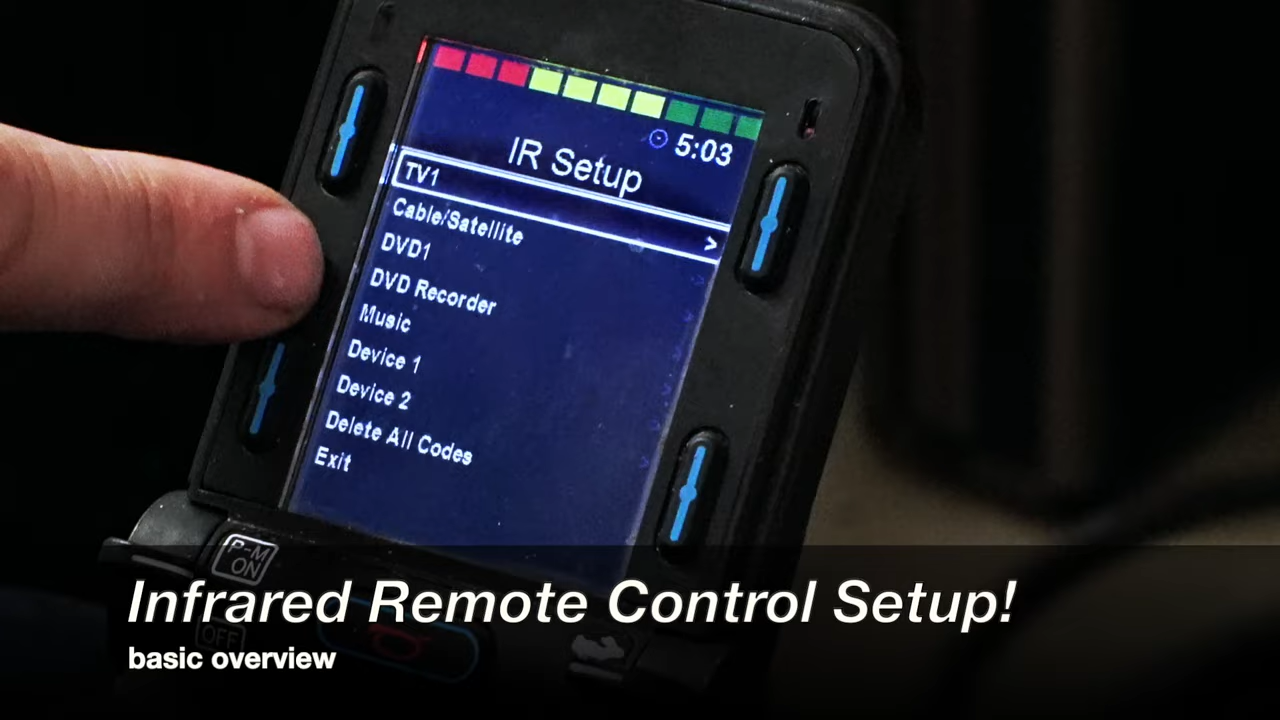 5:03
IR Setup
TV1
Cable/Satellite >
DVD1
DVD Recorder
Music
Device 1
Device 2
Delete All Codes
Exit
P-M
ON
OFF
Infrared Remote Control Setup!
basic overview